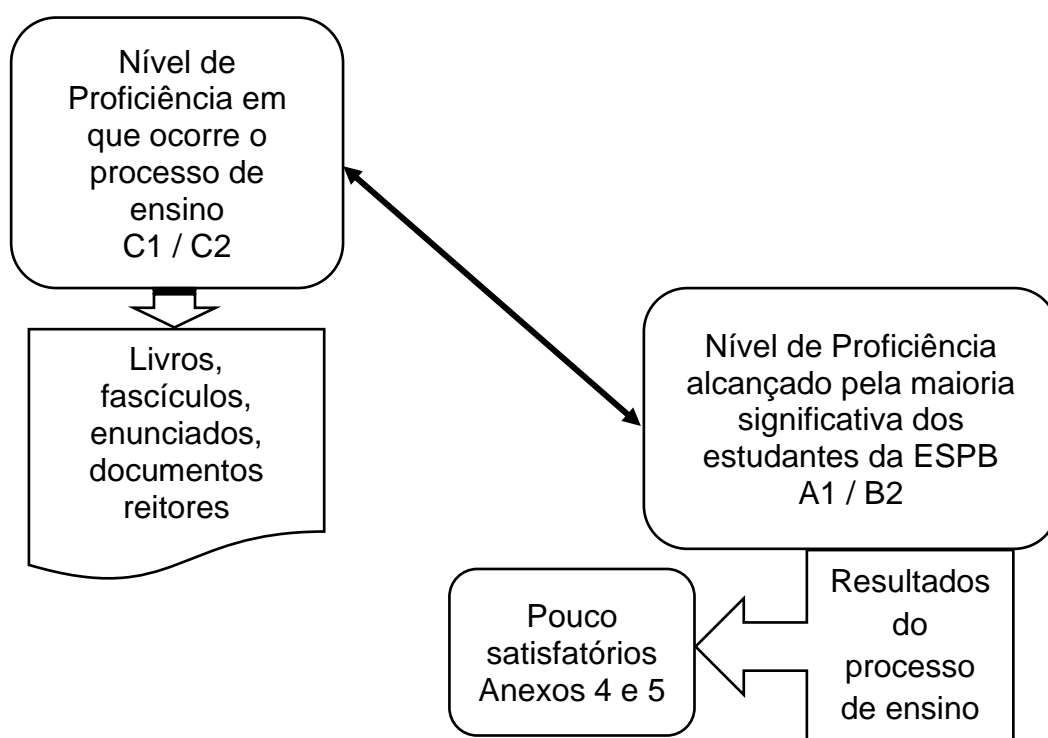 Nível de
Proficiência em
que ocorre o
processo de
ensino
C1 / C2
Livros,
fascículos,
enunciados,
documentos
reitores
Nível de Proficiência
alcançado pela maioria
significativa dos
estudantes da ESPB
A1 / B2
Resultados
do
processo
de ensino
Pouco
satisfatórios
Anexos 4 e 5